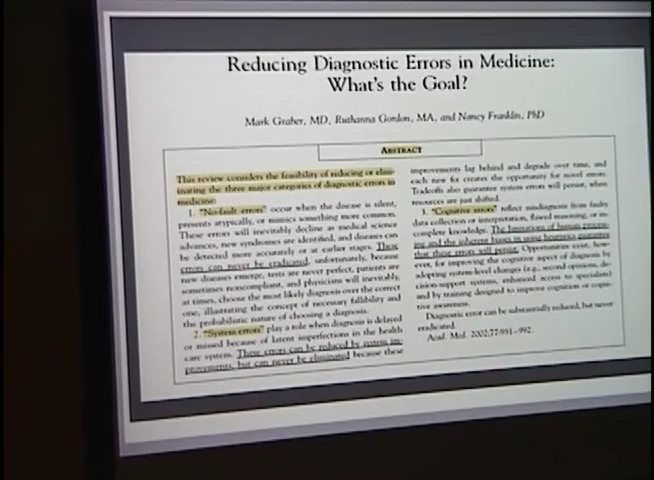 Reducing Diagnostic Errors in Medicine:
What's the Goal?
Mark Graber, MD, Ruthanna Gordon, MA, and Nancy Franklin, PhD
ABSTRACT
This review considers the feasibility of reducing or elim-
inating the three major categories of diagnostic errors in
medicine:
1. "No-fault errors" occur when the disease is silent,
presents atypically, or mimics something more common.
These errors will inevitably decline as medical science
advances, new syndromes are identified, and diseases can
be detected more accurately or at earlier stages. These
errors can never be eradicated, unfortunately, because
new diseases emerge, tests are never perfect, patients are
sometimes noncompliant, and physicians will inevitably,
at times, choose the most likely diagnosis over the correct
one, illustrating the concept of necessary fallibility and
the probabilistic nature of choosing a diagnosis.
2. "System errors" play a role when diagnosis is delayed
or missed because of latent imperfections in the health
care system. These errors can be reduced by system im-
provements, but can never be eliminated because these
improvements lag behind and degrade over time, and
each new fix creates the opportunity for novel errors.
Tradeoffs also guarantee system errors will persist, when
resources are just shifted.
3. "Cognitive errors" reflect misdiagnosis from faulty
data collection or interpretation, flawed reasoning, or in-
complete knowledge. The limitations of human process-
ing and the inherent biases in using heuristics guarantee
that these errors will persist. Opportunities exist, how-
ever, for improving the cognitive aspect of diagnosis by
adopting system-level changes (e.g., second opinions, de-
cision-support systems, enhanced access to specialists)
and by training designed to improve cognition or cogni-
tive awareness.
Diagnostic error can be substantially reduced, but never
eradicated.
Acad. Med. 2002;77:981–992.